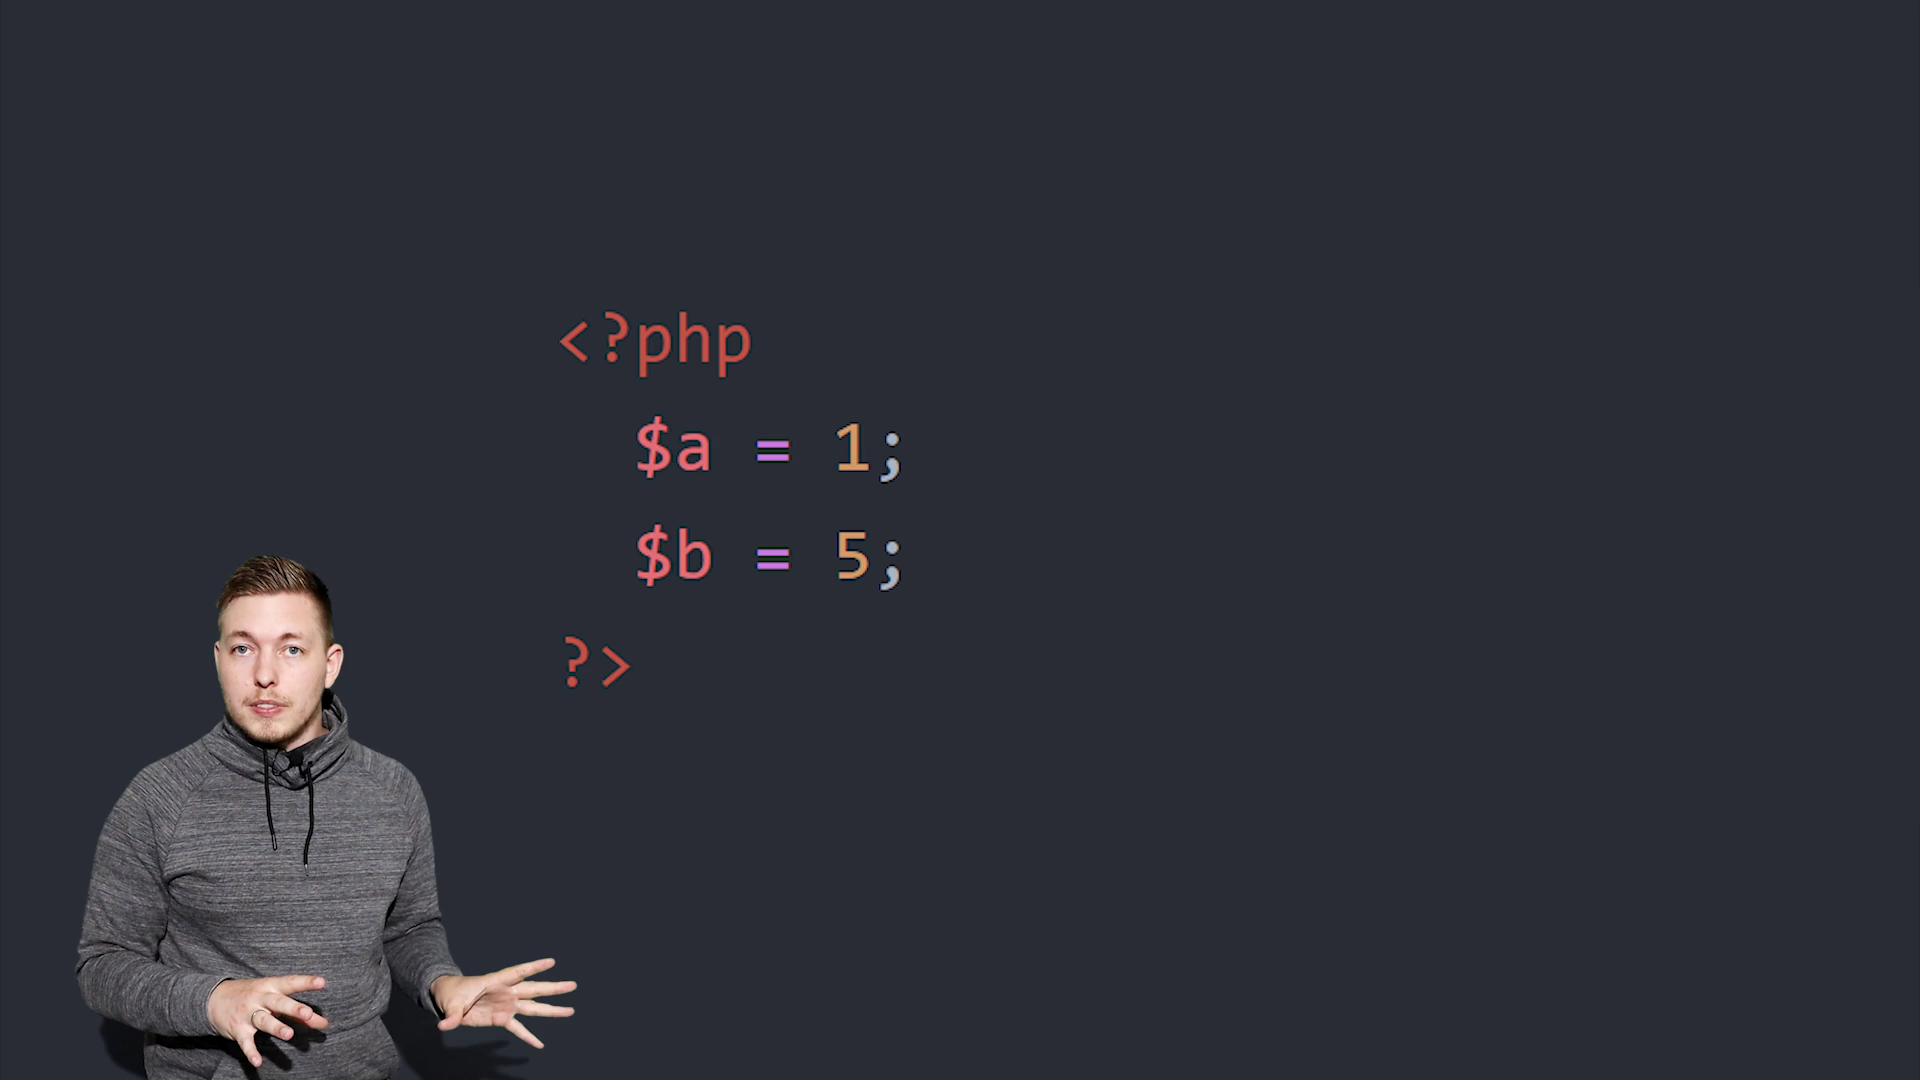 <?php
$a = 1;
$b = 5;
?>